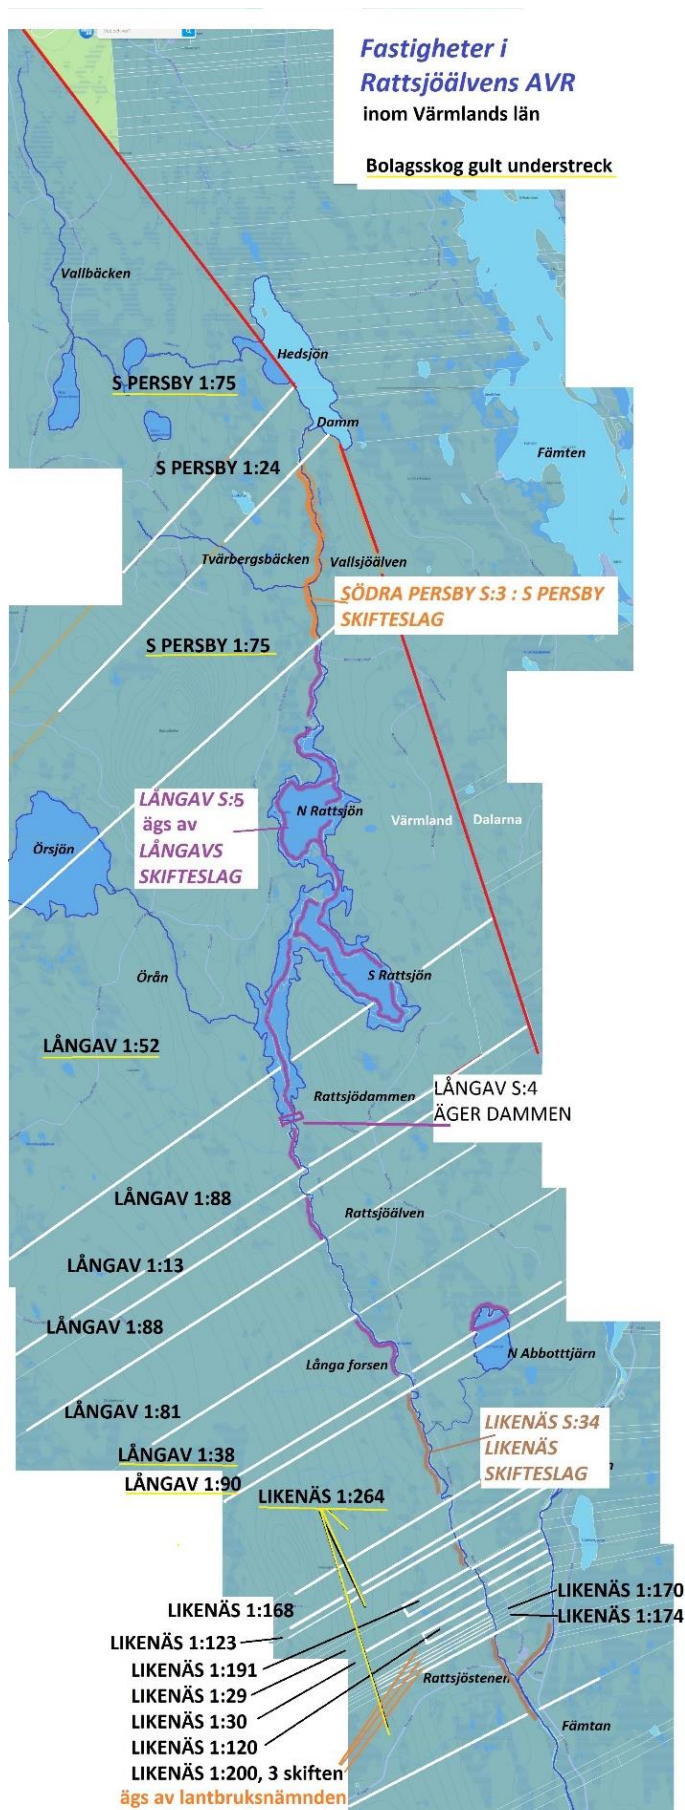 Fastigheter i
Rattsjöälvens AVR
inom Värmlands län
Bolagsskog gult understreck
Vallbäcken
Hedsjön
S PERSBY 1:75
Damm
Fämten
S PERSBY 1:24
Tvärbergsbäcken
Vallsjöälven
SÖDRA PERSBY S:3 : S PERSBY
SKIFTESLAG
S PERSBY 1:75
LÅNGAV S:5
ägs av
LÅNGAVS
SKIFTESLAG
N Rattsjön
Värmland
Dalarna
Örsjön
Örån
S Rattsjön
LÅNGAV 1:52
Rattsjödammen
LÅNGAV S:4
ÄGER DAMMEN
LÅNGAV 1:88
Rattsjöälven
LÅNGAV 1:13
LÅNGAV 1:88
N Abbotttjärn
Långa forsen
LÅNGAV 1:81
LIKENÄS S:34
LIKENÄS
SKIFTESLAG
LÅNGAV 1:38
LÅNGAV 1:90
LIKENÄS 1:264
LIKENÄS 1:170
LIKENÄS 1:168
LIKENÄS 1:174
LIKENÄS 1:123
LIKENÄS 1:191
Rattsjöstenen
LIKENÄS 1:29
LIKENÄS 1:30
Fämtan
LIKENÄS 1:120
LIKENÄS 1:200, 3 skiften
ägs av lantbruksnämnden